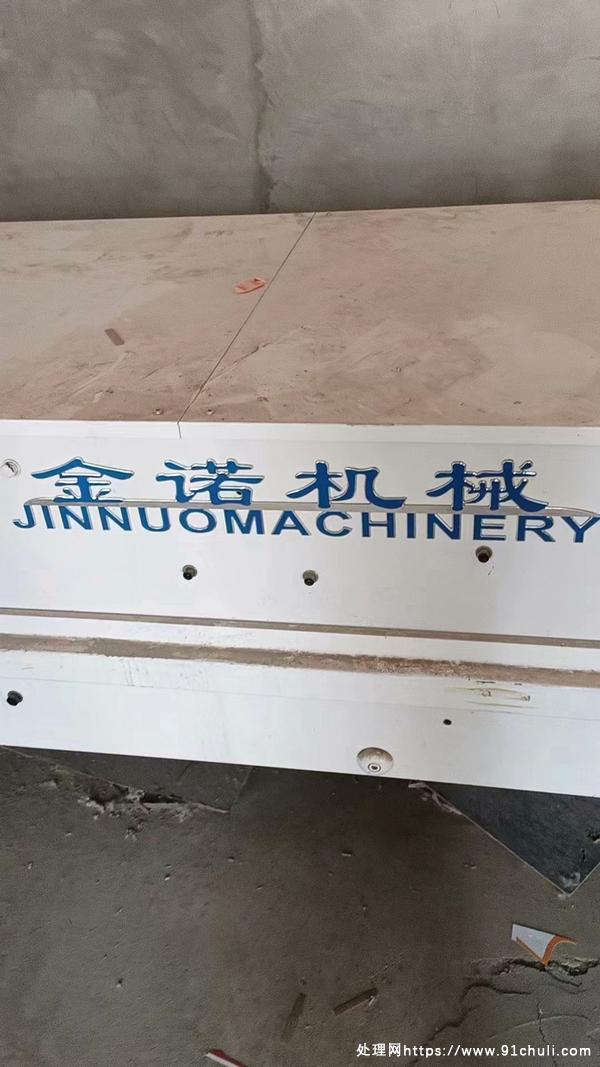 金诺机械
JINNUOMACHINERY
处理网https://www.91chuli.com